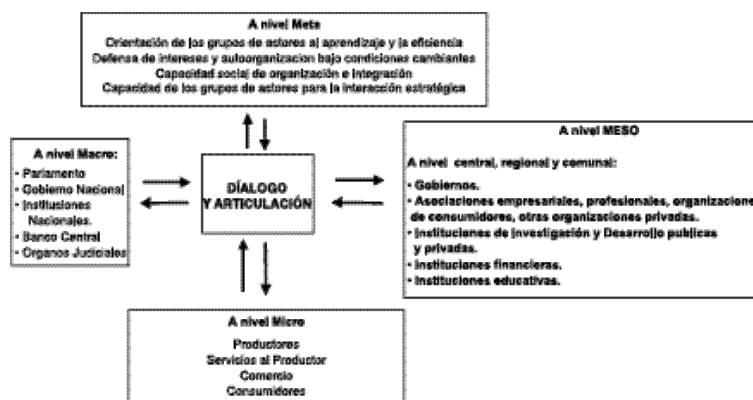 A nivel Meta
Orientación de los grupos de actores al aprendizaje y la eficiencia
Defensa de intereses y autoorganizacion bajo condiciones cambiantes
Capacidad social de organización e integración
Capacidad de los grupos de actores para la interacción estratégica
A nivel Macro:
• Parlamento
• Gobierno Nacional
• Instituciones
Nacionales.
• Banco Central
• Organos Judiciales
DÍALOGO
Y ARTICULACIÓN
A nivel MESO
A nivel central, regional y comunal:
• Gobiernos.
• Asociaciones empresariales, profesionales, organizacione
de consumidores, otras organizaciones privadas.
• Instituciones de Investigación y Desarrollo publicas
y privadas.
• Instituciones financieras.
• Instituciones educativas.
A nivel Micro
Productores
Servicios al Productor
Comercio
Consumidores